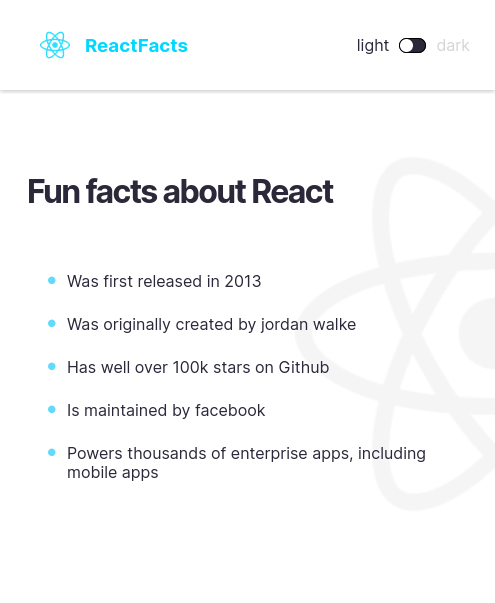 ReactFacts
light dark
Fun facts about React
Was first released in 2013
Was originally created by jordan walke
Has well over 100k stars on Github
Is maintained by facebook
Powers thousands of enterprise apps, including
mobile apps